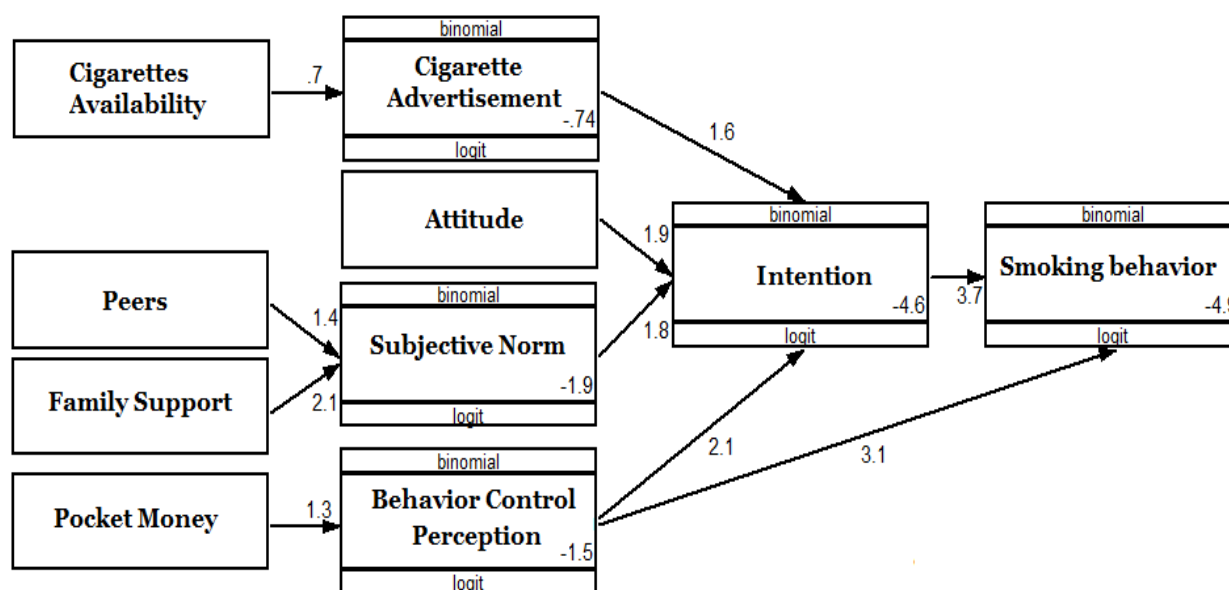 binomial
Cigarettes
Availability
.7
Cigarette
Advertisement
-.74
logit
1.6
Attitude
1.9
binomial
Intention
-4.6
logit
3.7
binomial
Smoking behavior
-4.9
logit
Peers
1.4
binomial
Subjective Norm
-1.9
logit
1.8
Family Support
2.1
Pocket Money
1.3
binomial
Behavior Control
Perception
-1.5
logit
2.1
3.1